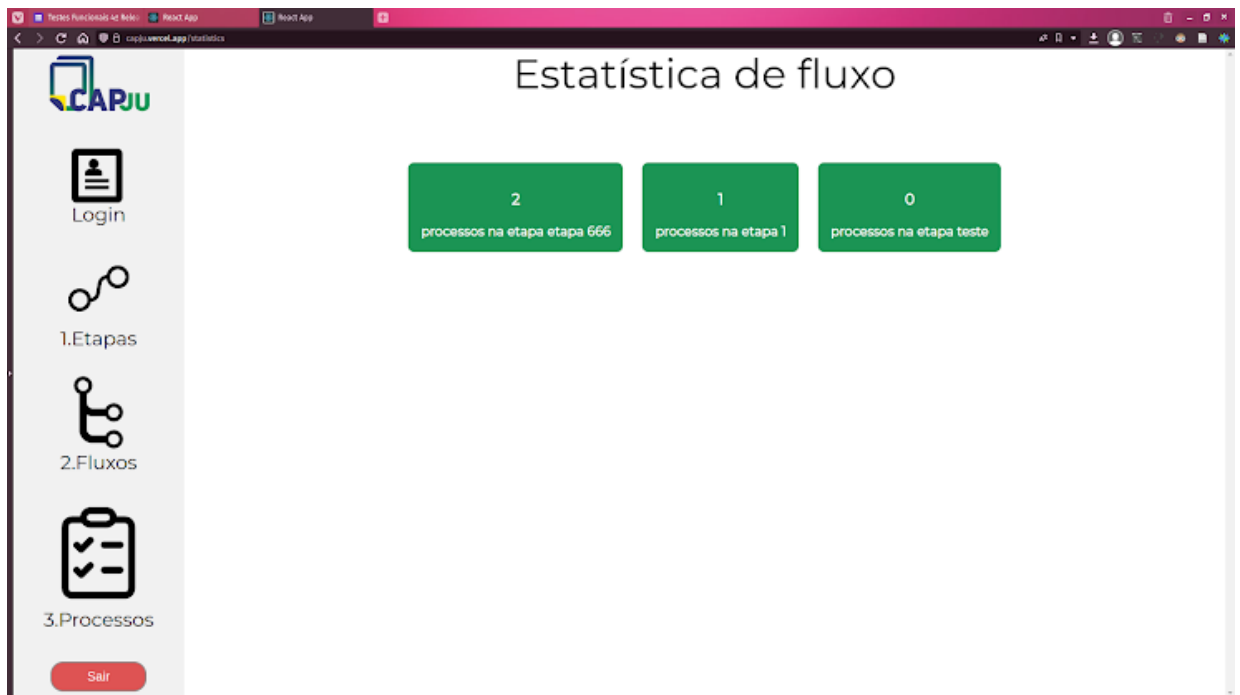 Testes Funcionais
React App
React App
capju.vercel.app/statistics
CAPJU
Login
1.Etapas
2.Fluxos
3.Processos
Sair
Estatística de fluxo
2
processos na etapa etapa 666
1
processos na etapa 1
0
processos na etapa teste